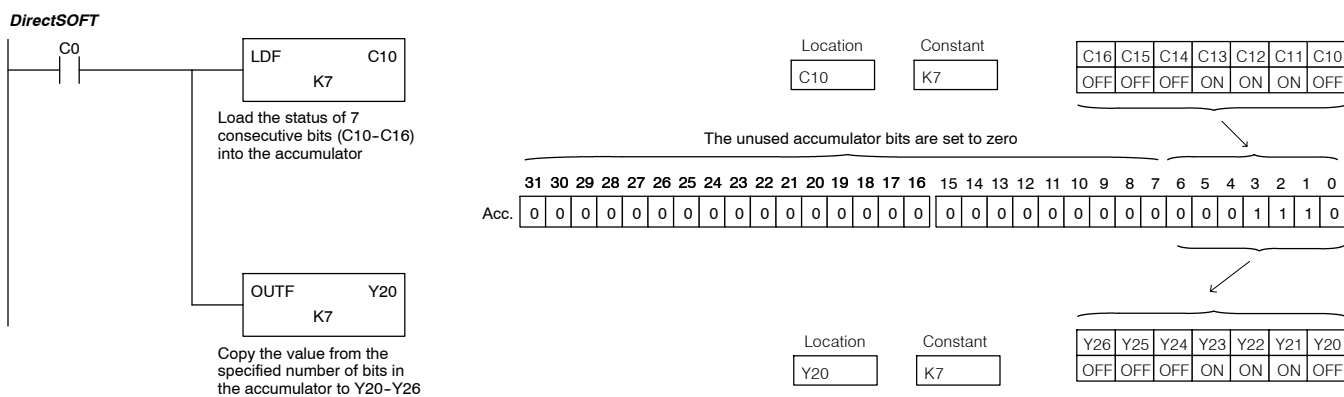 DirectSOFT
C0
LDF C10
K7
Load the status of 7
consecutive bits (C10-C16)
into the accumulator
Location Constant
C10 K7
C16 C15 C14 C13 C12 C11 C10
OFF OFF OFF ON ON ON OFF
The unused accumulator bits are set to zero
31 30 29 28 27 26 25 24 23 22 21 20 19 18 17 16 15 14 13 12 11 10 9 8 7 6 5 4 3 2 1 0
Acc. 0 0 0 0 0 0 0 0 0 0 0 0 0 0 0 0 0 0 0 0 0 0 0 0 0 0 0 0 1 1 1 0
OUTF Y20
K7
Copy the value from the
specified number of bits in
the accumulator to Y20-Y26
Location Constant
Y20 K7
Y26 Y25 Y24 Y23 Y22 Y21 Y20
OFF OFF OFF ON ON ON OFF